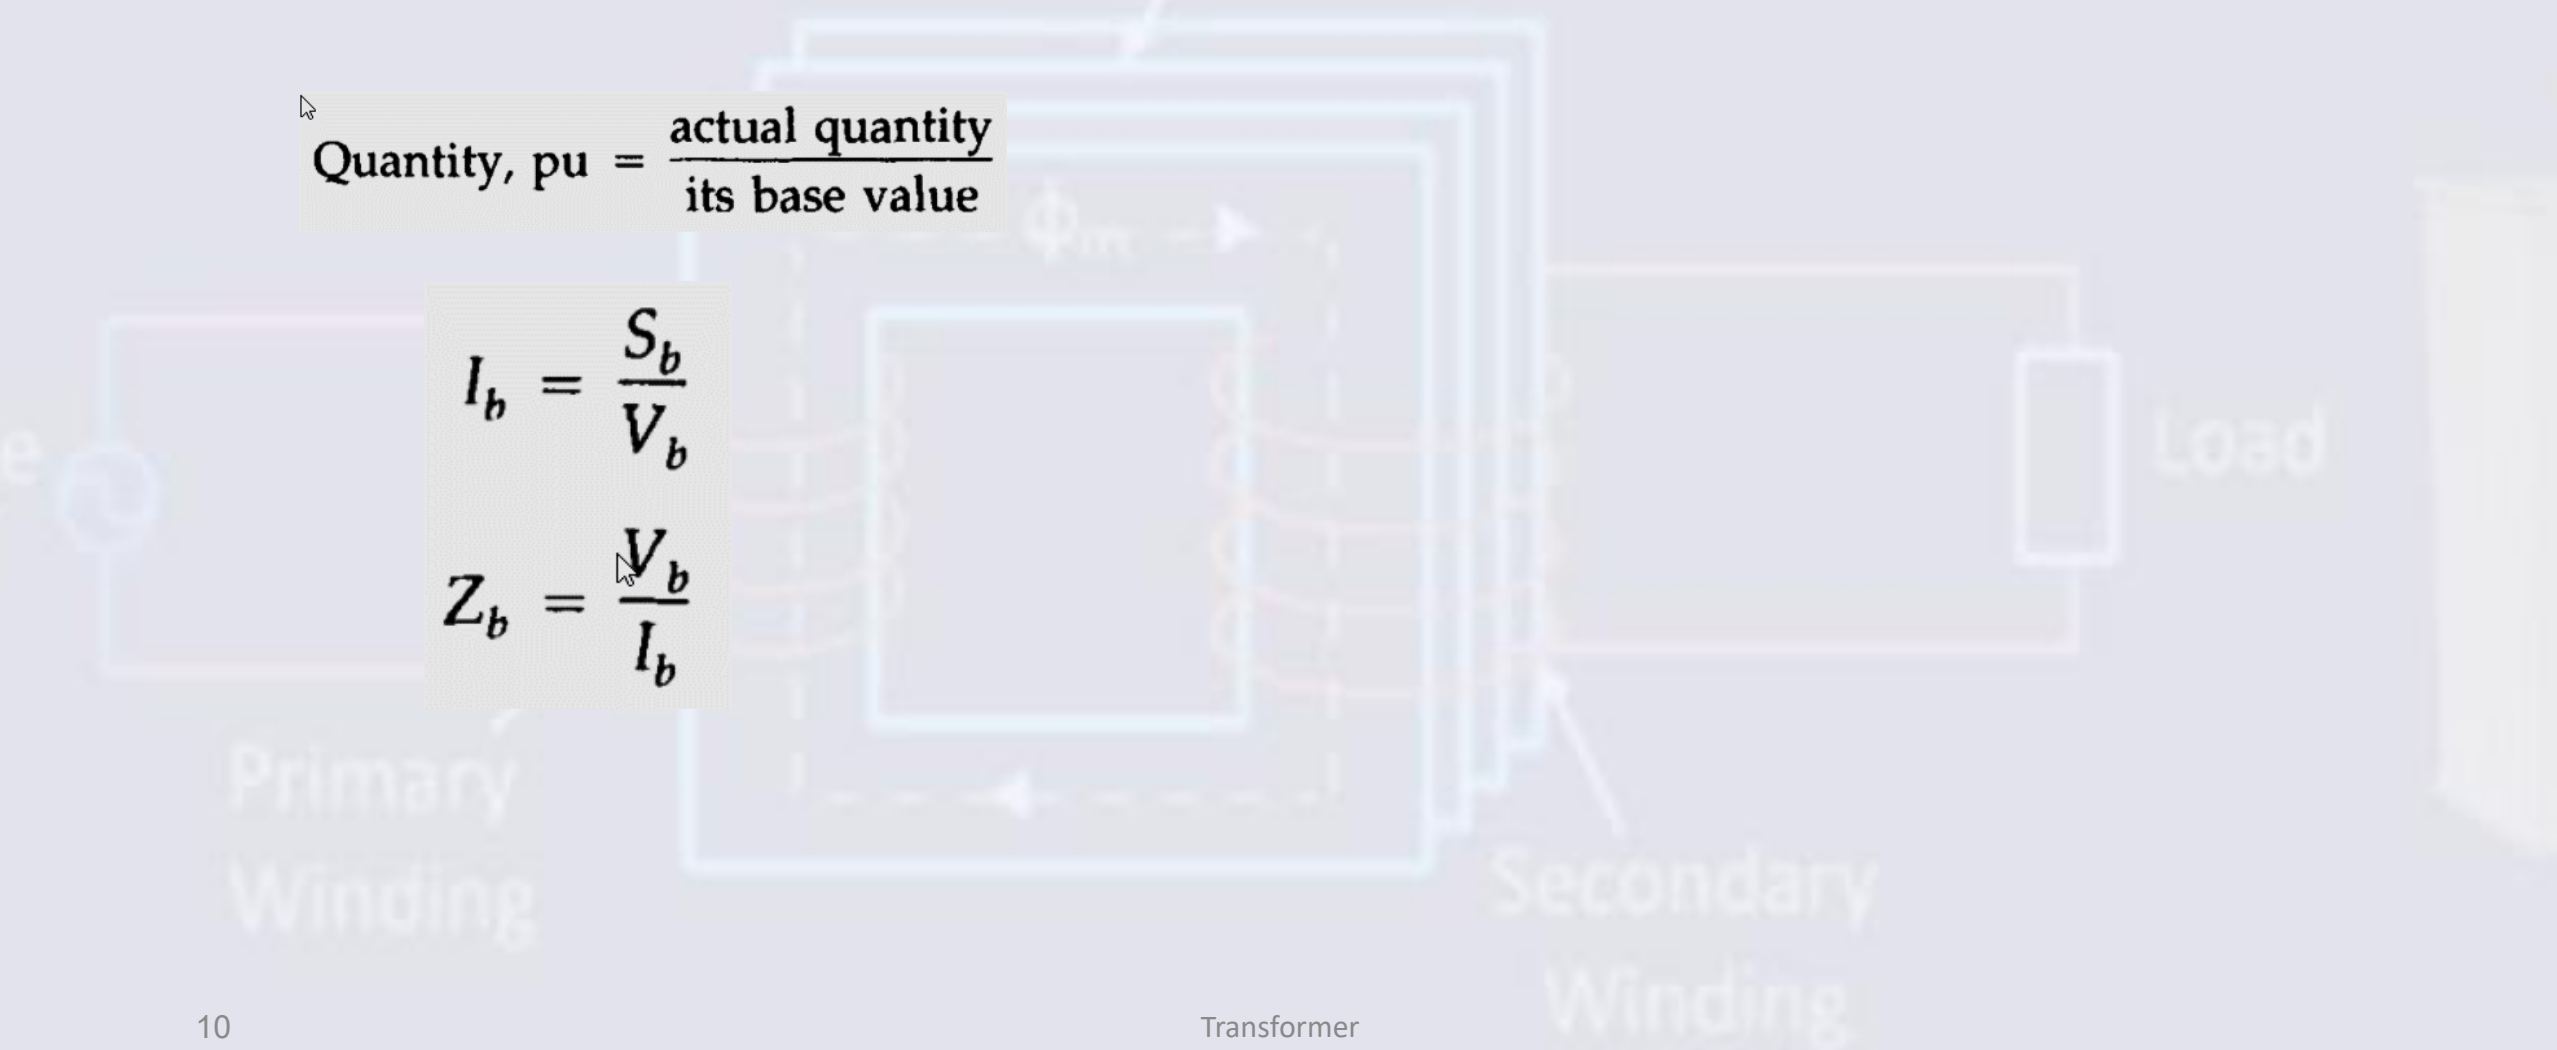 Quantity, pu = actual quantity / its base value
I_b = S_b / V_b
Z_b = V_b / I_b
ϕm
e
Load
Primary
Winding
Secondary
Winding
10
Transformer